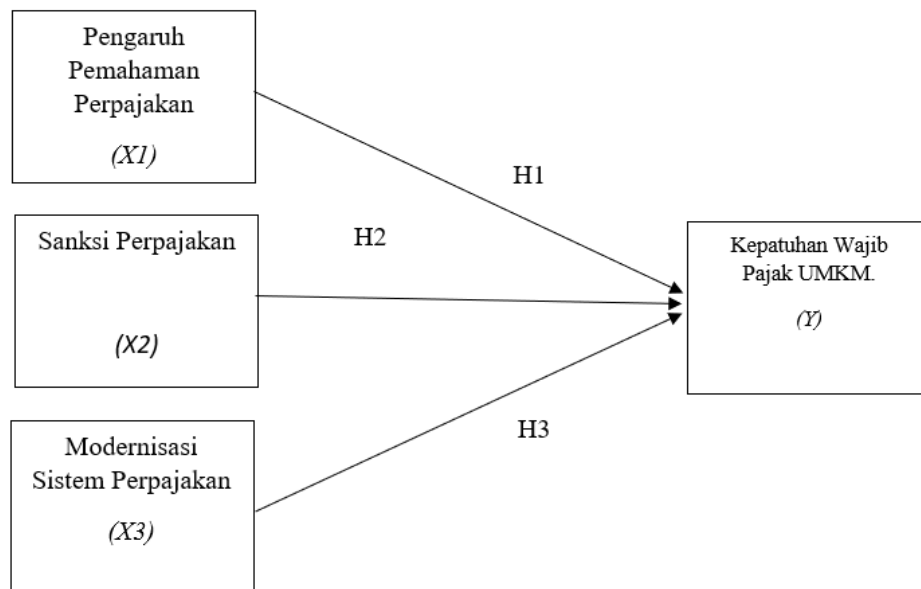 Pengaruh
Pemahaman
Perpajakan
(X1)
H1
Sanksi Perpajakan
(X2)
H2
Kepatuhan Wajib
Pajak UMKM.
(Y)
Modernisasi
Sistem Perpajakan
(X3)
H3